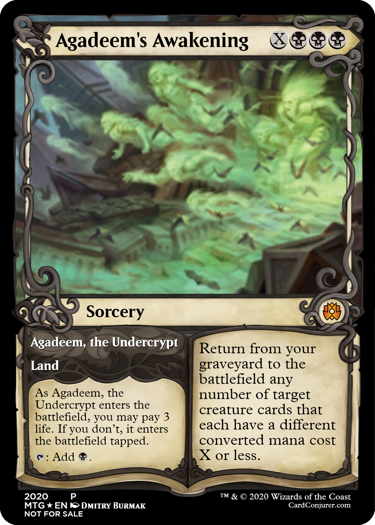 Agadeem's Awakening X
Sorcery
Agadeem, the Undercrypt
Land
As Agadeem, the
Undercrypt enters the
battlefield, you may pay 3
life. If you don't, it enters
the battlefield tapped.
: Add .
Return from your
graveyard to the
battlefield any
number of target
creature cards that
each have a different
converted mana cost
X or less.
2020 P
MTG ★ EN Dmitry Burmak
NOT FOR SALE
™ & © 2020 Wizards of the Coast
CardConjurer.com